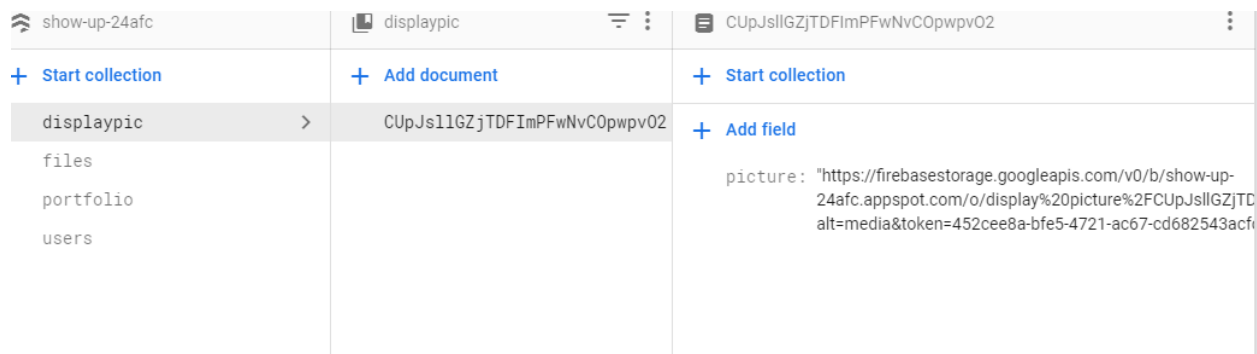 show-up-24afc
displaypic
CUpJsllGZjTDFImPFwNvCOpwpvO2
+ Start collection
+ Add document
+ Start collection
displaypic
CUpJsllGZjTDFImPFwNvCOpwpvO2
+ Add field
files
portfolio
users
picture: "https://firebasestorage.googleapis.com/v0/b/show-up-
24afc.appspot.com/o/display%20picture%2FCUpJsllGZjTD
alt=media&token=452cee8a-bfe5-4721-ac67-cd682543acf